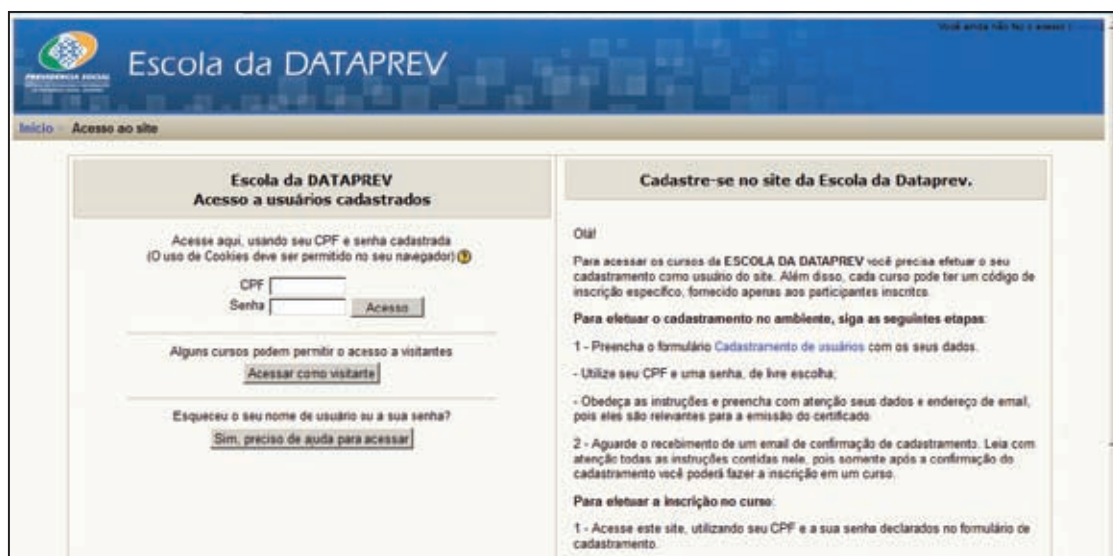 Você ainda não fez o acesso (
PREVIDÊNCIA SOCIAL
Escola da DATAPREV
Início
Acesso ao site
Escola da DATAPREV
Acesso a usuários cadastrados
Acesse aqui, usando seu CPF e senha cadastrada
(O uso de Cookies deve ser permitido no seu navegador) ?
CPF
Senha
Acesso
Alguns cursos podem permitir o acesso a visitantes
Acessar como visitante
Esqueceu o seu nome de usuário ou a sua senha?
Sim, preciso de ajuda para acessar
Cadastre-se no site da Escola da Dataprev.
Olá!
Para acessar os cursos da ESCOLA DA DATAPREV você precisa efetuar o seu
cadastramento como usuário do site. Além disso, cada curso pode ter um código de
inscrição específico, fornecido apenas aos participantes inscritos.
Para efetuar o cadastramento no ambiente, siga as seguintes etapas:
1 - Preencha o formulário Cadastramento de usuários com os seus dados.
- Utilize seu CPF e uma senha, de livre escolha;
- Obedeça as instruções e preencha com atenção seus dados e endereço de email,
pois eles são relevantes para a emissão do certificado.
2 - Aguarde o recebimento de um email de confirmação de cadastramento. Leia com
atenção todas as instruções contidas nele, pois somente após a confirmação do
cadastramento você poderá fazer a inscrição em um curso.
Para efetuar a inscrição no curso:
1 - Acesse este site, utilizando seu CPF e a sua senha declarados no formulário de
cadastramento.